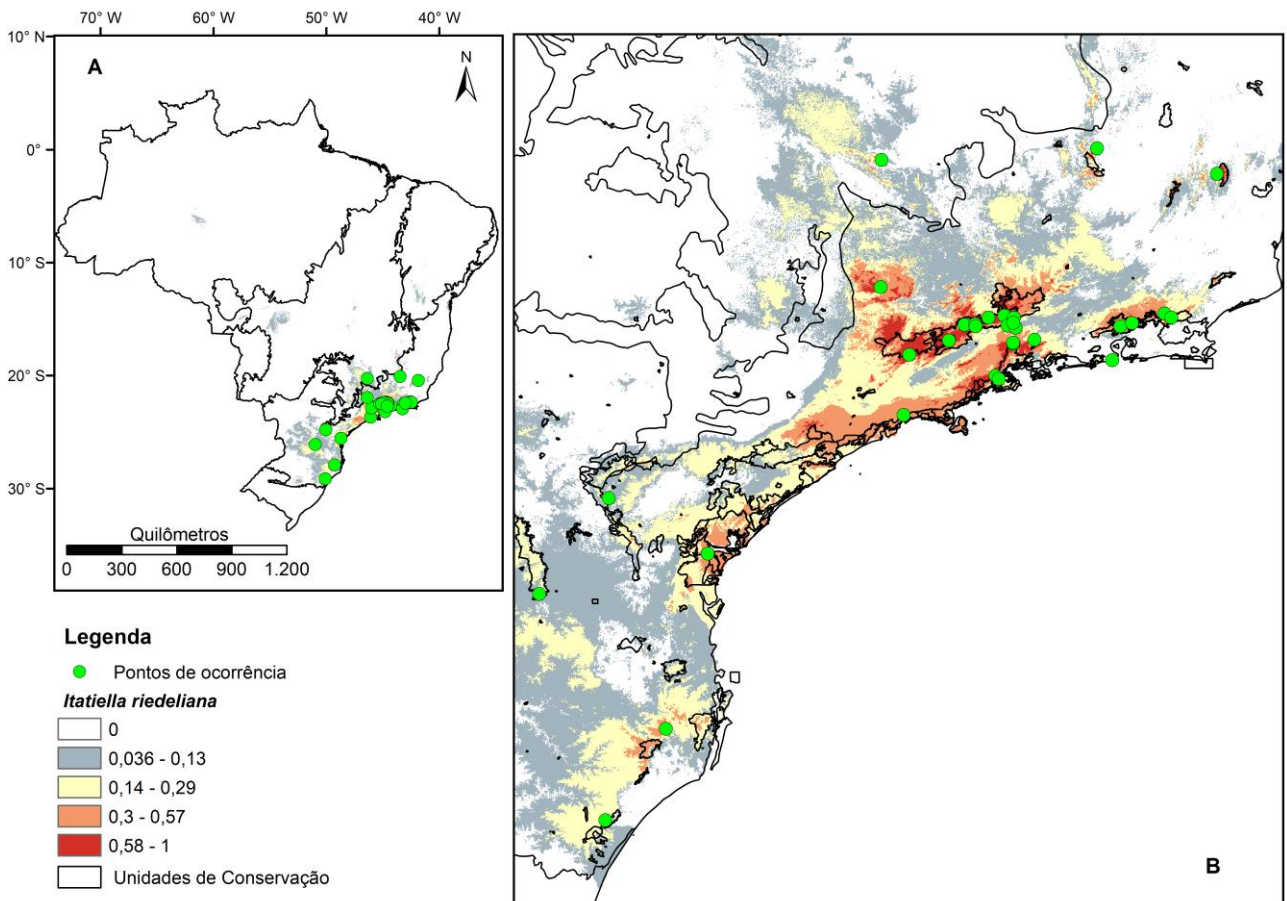 70° W 60° W 50° W 40° W
10° N
A
N
0°
10° S
20° S
30° S
Quilômetros
0 300 600 900 1.200
Legenda
Pontos de ocorrência
Itatiella riedeliana
0
0,036 - 0,13
0,14 - 0,29
0,3 - 0,57
0,58 - 1
Unidades de Conservação
B